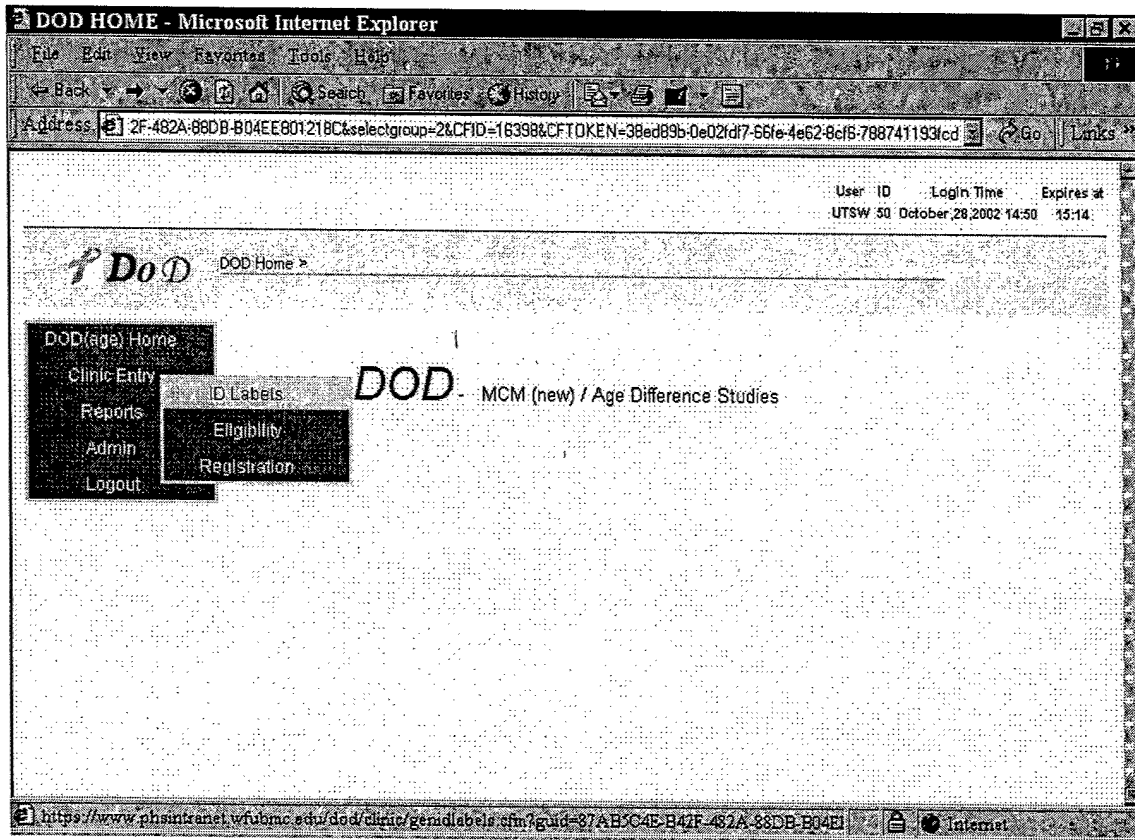 DOD HOME - Microsoft Internet Explorer
File Edit View Favorites Tools Help
Back Search Favorites History
Address 2F-482A-88DB-B04EE801218C&selectgroup=2&CFID=16398&CFTOKEN=38ed89b-0e02fdf7-66fe-4e62-8cf6-788741193fcd Go Links »
User ID Login Time Expires at
UTSW 50 October,28,2002 14:50 15:14
DoD DOD Home >
DOD(age) Home
Clinic Entry
ID Labels
DOD - MCM (new) / Age Difference Studies
Reports
Eligibility
Admin
Registration
Logout
https://www.phsintranet.wfubmc.edu/dod/clinic/genidlabels.cfm?guid=87AB5C4E-B42F-482A-88DB-B04EI Internet